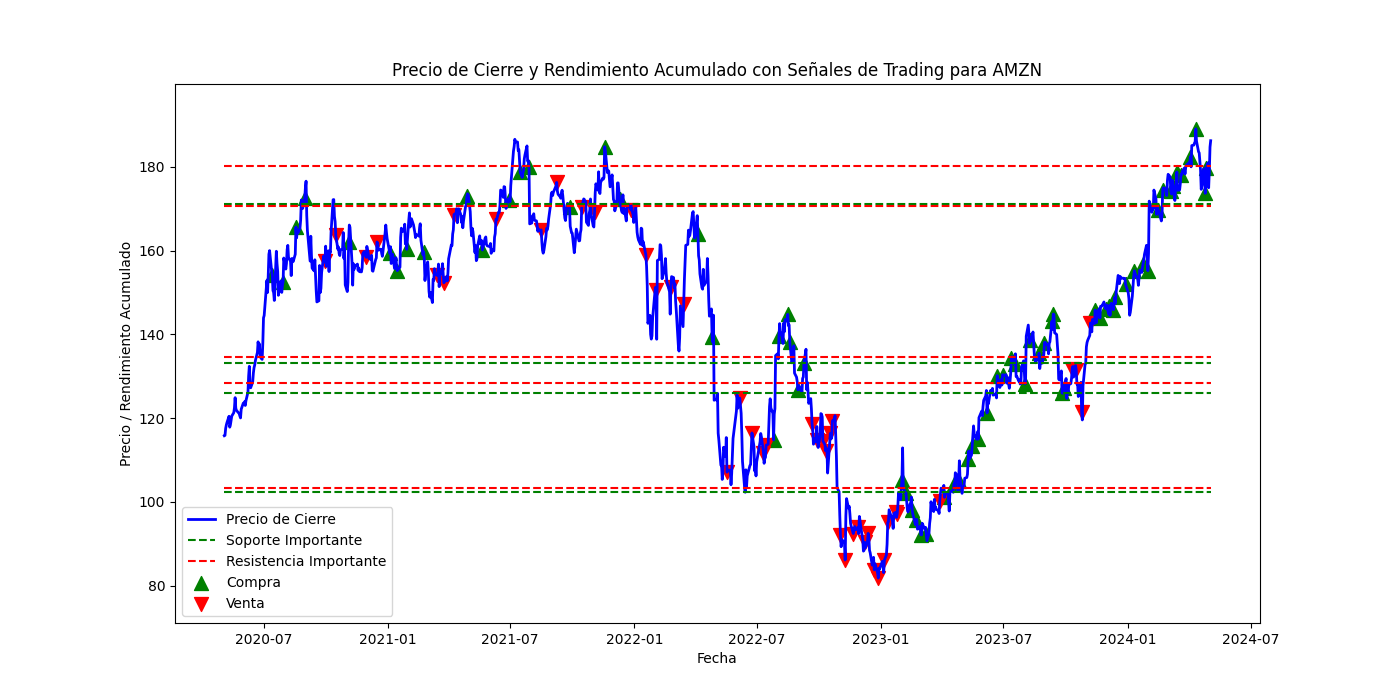 Precio de Cierre y Rendimiento Acumulado con Señales de Trading para AMZN
Precio / Rendimiento Acumulado
180
160
140
120
100
80
Precio de Cierre
Soporte Importante
Resistencia Importante
Compra
Venta
2020-07
2021-01
2021-07
2022-01
2022-07
2023-01
2023-07
2024-01
2024-07
Fecha